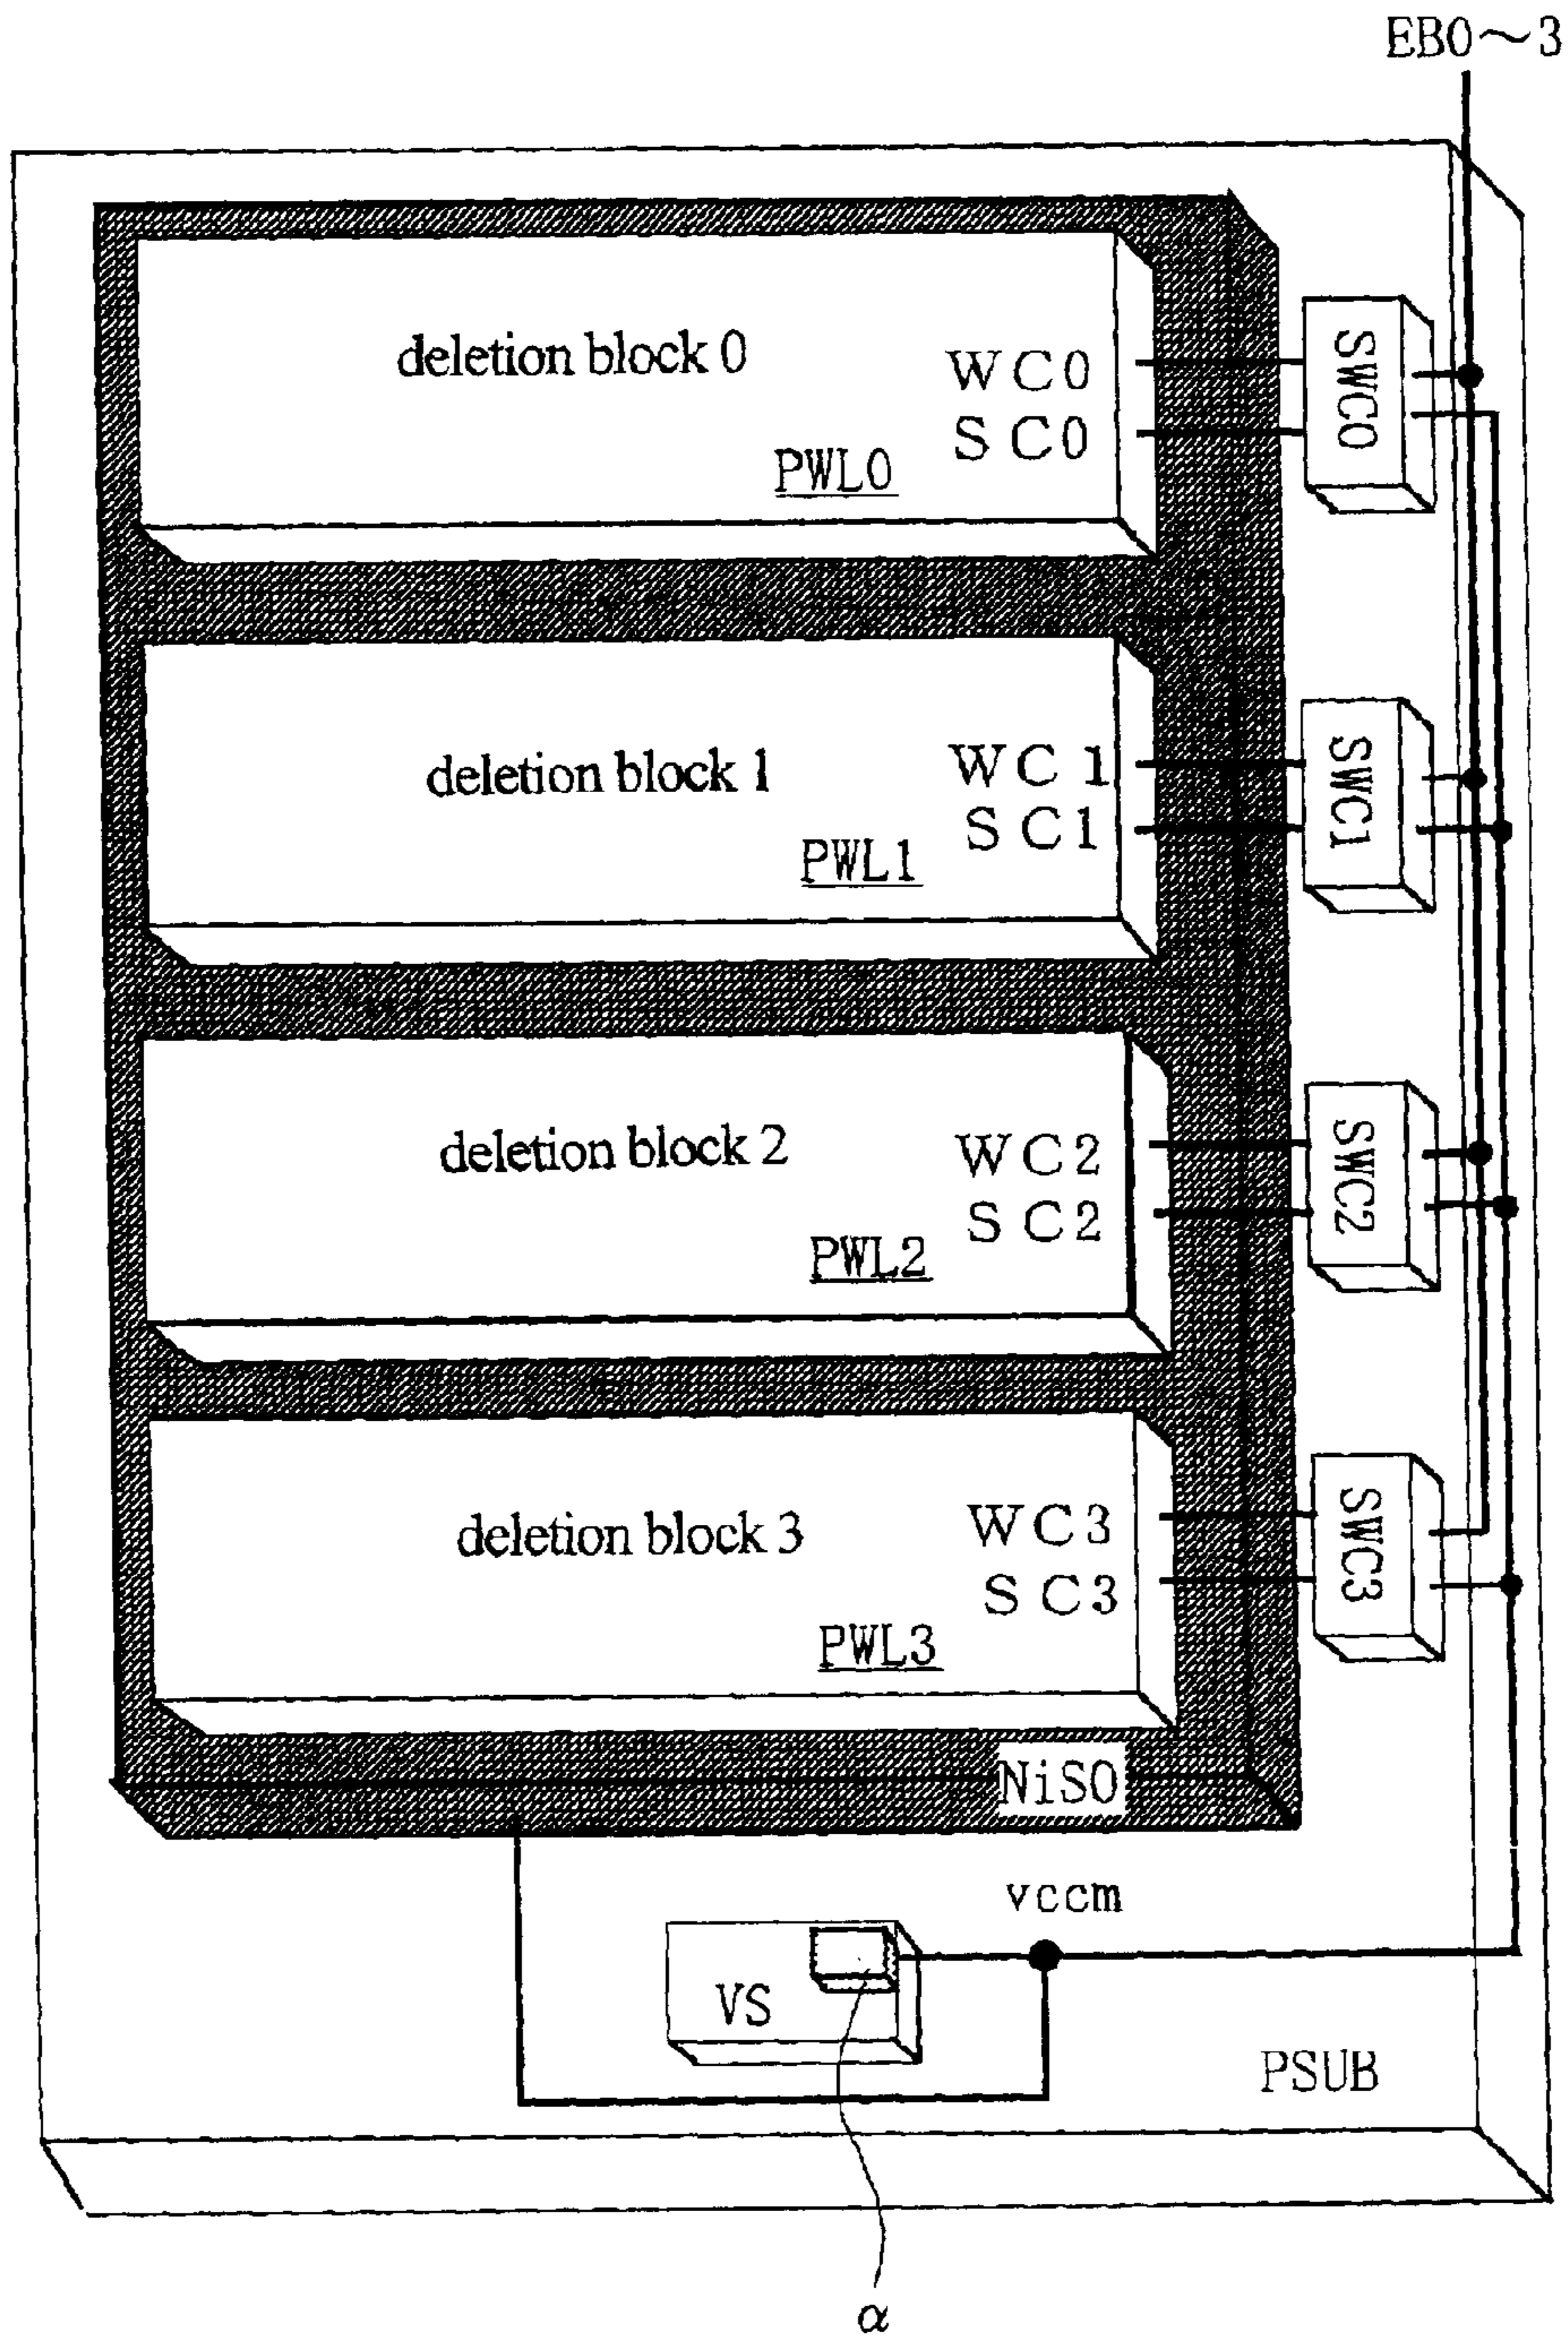 EB0～3
deletion block 0
WC0
SC0
PWL0
SWC0
deletion block 1
WC1
SC1
PWL1
SWC1
deletion block 2
WC2
SC2
PWL2
SWC2
deletion block 3
WC3
SC3
PWL3
SWC3
NiSO
vccm
VS
PSUB
α